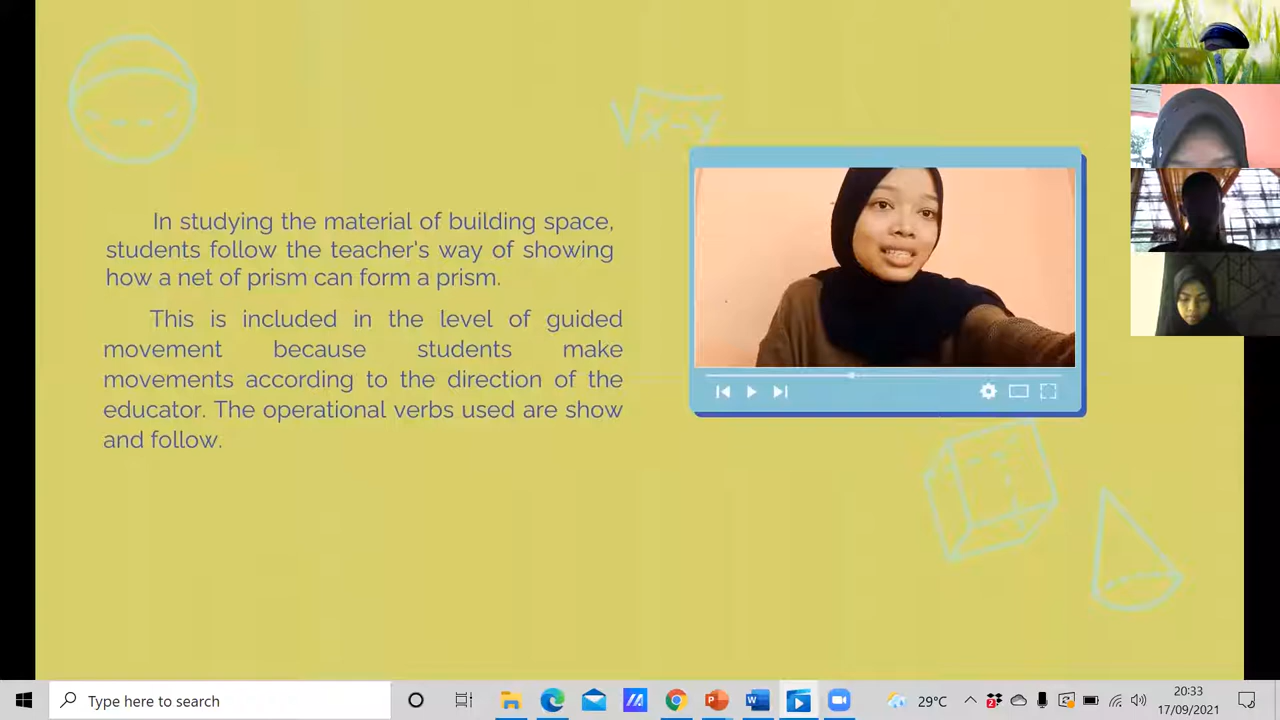 √x-y
In studying the material of building space,
students follow the teacher's way of showing
how a net of prism can form a prism.
This is included in the level of guided
movement because students make
movements according to the direction of the
educator. The operational verbs used are show
and follow.
Type here to search
29°C
2
20:33
17/09/2021